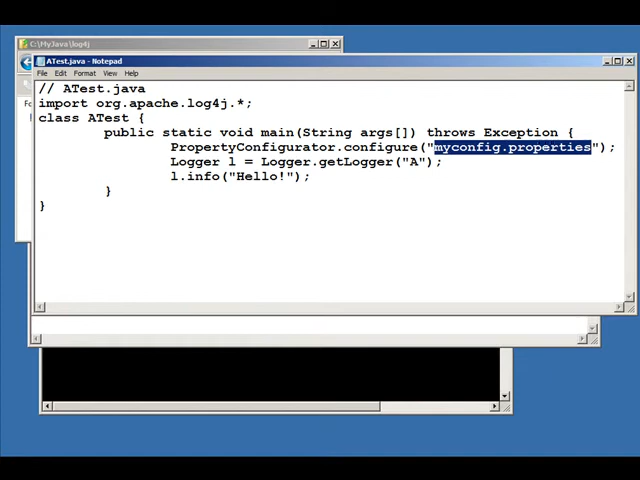 C:\MyJava\log4j
ATest.java - Notepad
File Edit Format View Help
// ATest.java
import org.apache.log4j.*;
class ATest {
public static void main(String args[]) throws Exception {
PropertyConfigurator.configure("myconfig.properties");
Logger l = Logger.getLogger("A");
l.info("Hello!");
}
}